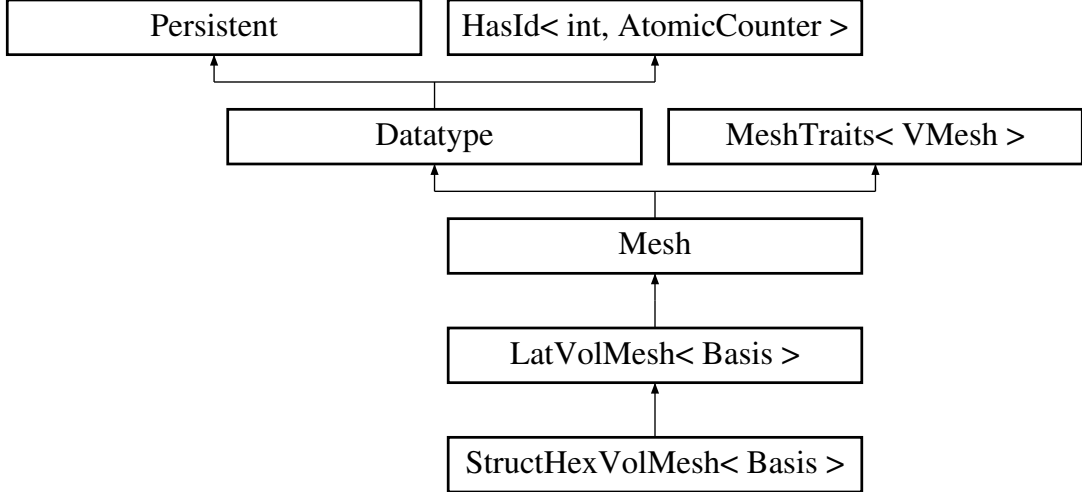 Persistent
HasId< int, AtomicCounter >
Datatype
MeshTraits< VMesh >
Mesh
LatVolMesh< Basis >
StructHexVolMesh< Basis >